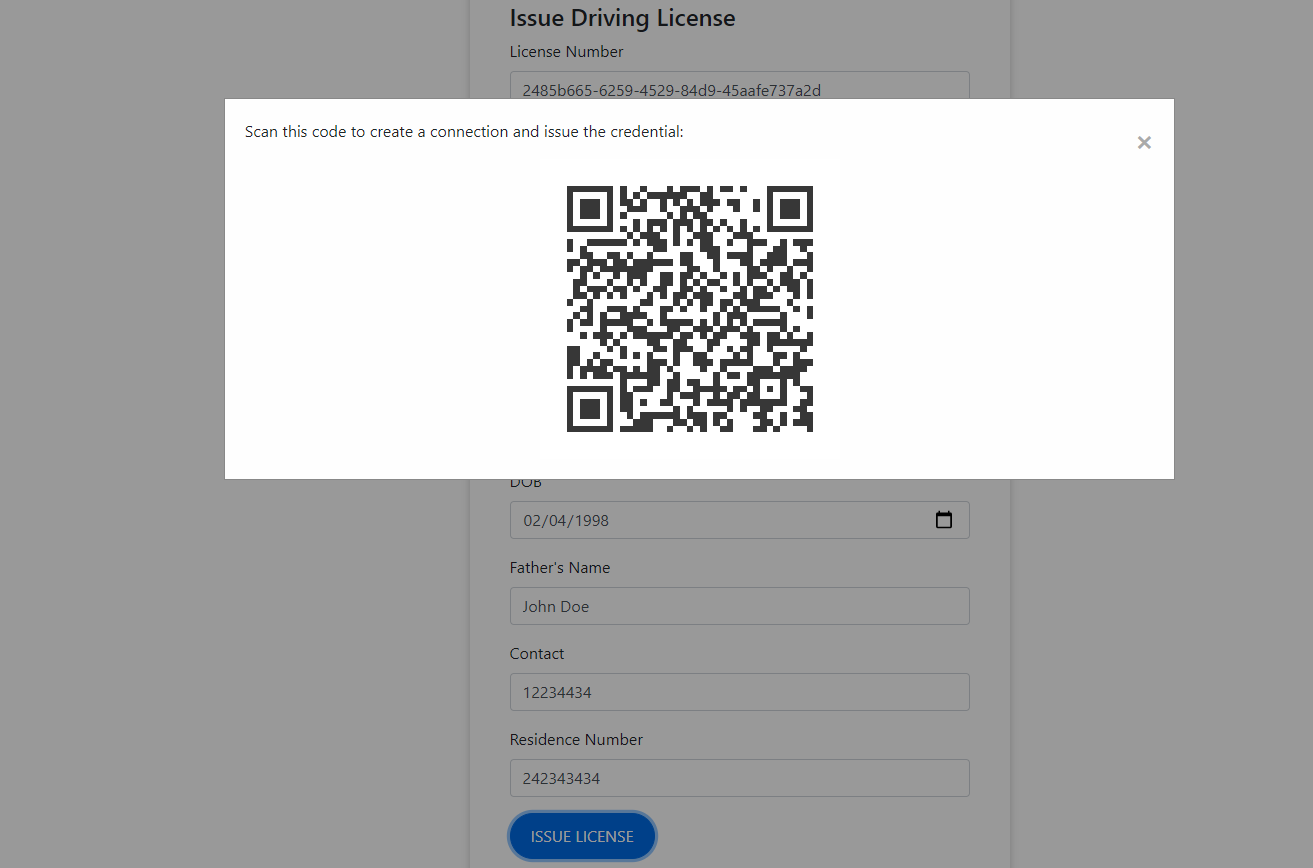 Issue Driving License
License Number
2485b665-6259-4529-84d9-45aafe737a2d
Scan this code to create a connection and issue the credential:
×
DOB
02/04/1998
Father's Name
John Doe
Contact
12234434
Residence Number
242343434
ISSUE LICENSE